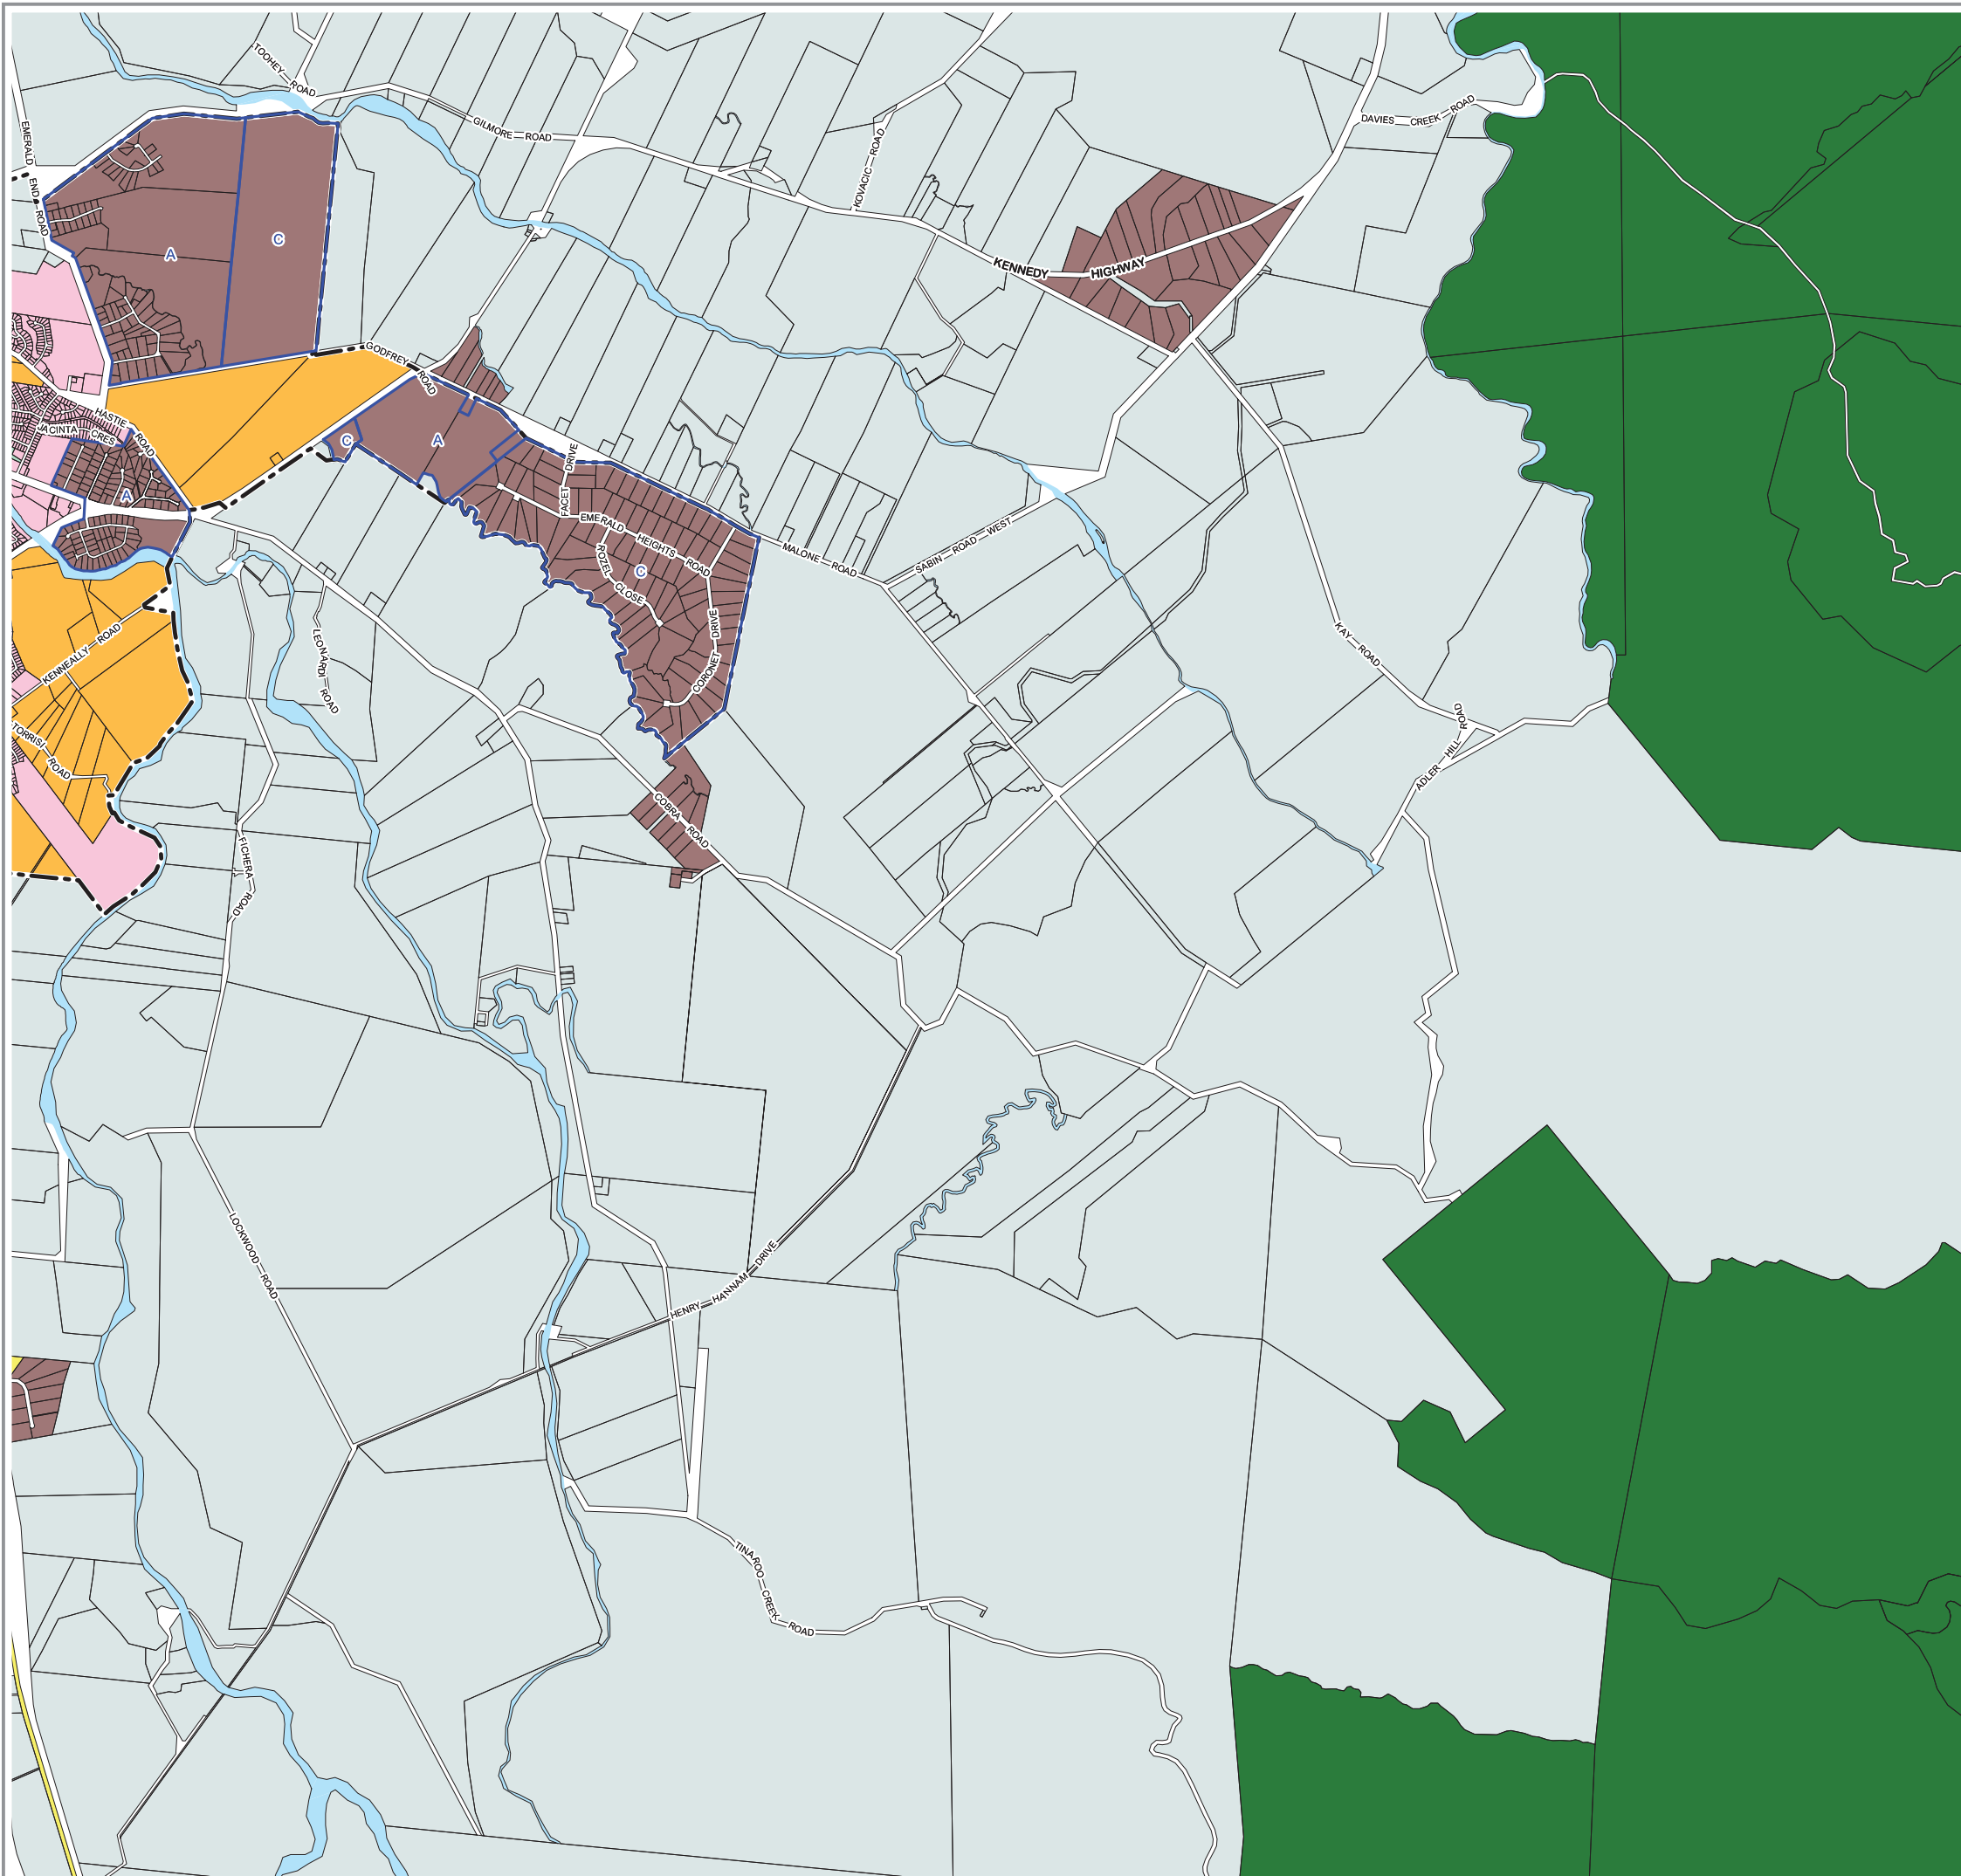 TOOHEY ROAD
GILMORE ROAD
DAVIES CREEK ROAD
EMERALD END ROAD
KOVACIC ROAD
A
C
KENNEDY HIGHWAY
GODFREY ROAD
HASTIE ROAD
JACINTA CRES
C
A
FACET DRIVE
A
EMERALD HEIGHTS ROAD
ROZEL CLOSE
C
MALONE ROAD
SABIN ROAD WEST
CORONET DRIVE
KENNEALLY ROAD
LEONARDI ROAD
KAY ROAD
TORRISI ROAD
ADLER HILL ROAD
COBRA ROAD
FICHERA ROAD
LOCKWOOD ROAD
HENRY HANNAM DRIVE
TINAROO CREEK ROAD